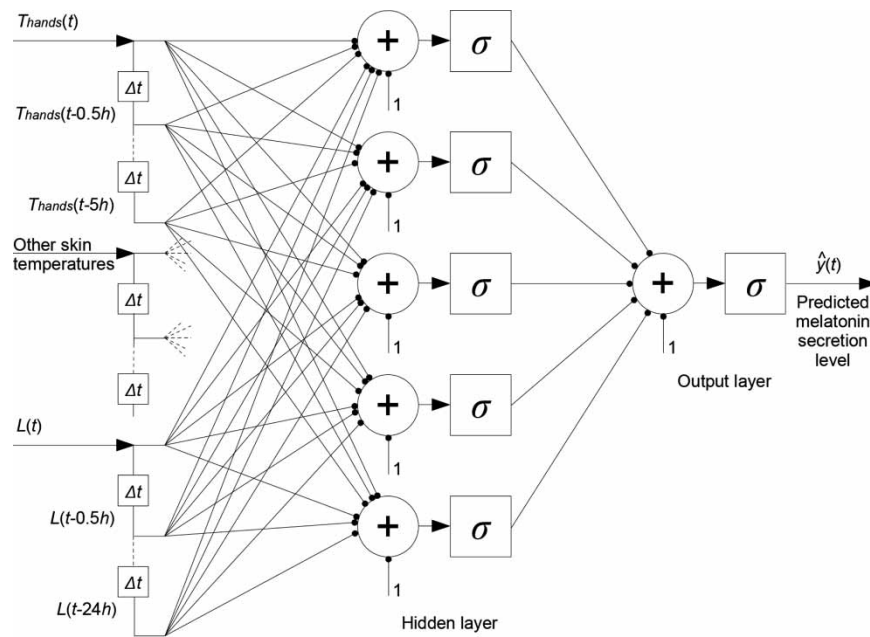 Thands(t)
Δt
Thands(t-0.5h)
Δt
Thands(t-5h)
Other skin
temperatures
Δt
Δt
L(t)
Δt
L(t-0.5h)
Δt
L(t-24h)
+
σ
1
+
σ
1
+
σ
1
+
σ
1
+
σ
1
Hidden layer
+
σ
1
Output layer
ŷ(t)
Predicted
melatonin
secretion
level